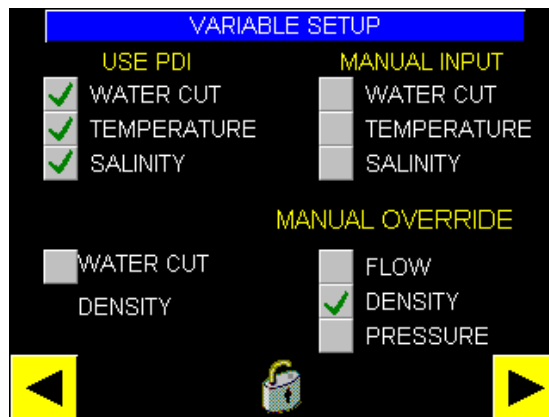 VARIABLE SETUP
USE PDI
WATER CUT
TEMPERATURE
SALINITY
MANUAL INPUT
WATER CUT
TEMPERATURE
SALINITY
WATER CUT
DENSITY
MANUAL OVERRIDE
FLOW
DENSITY
PRESSURE